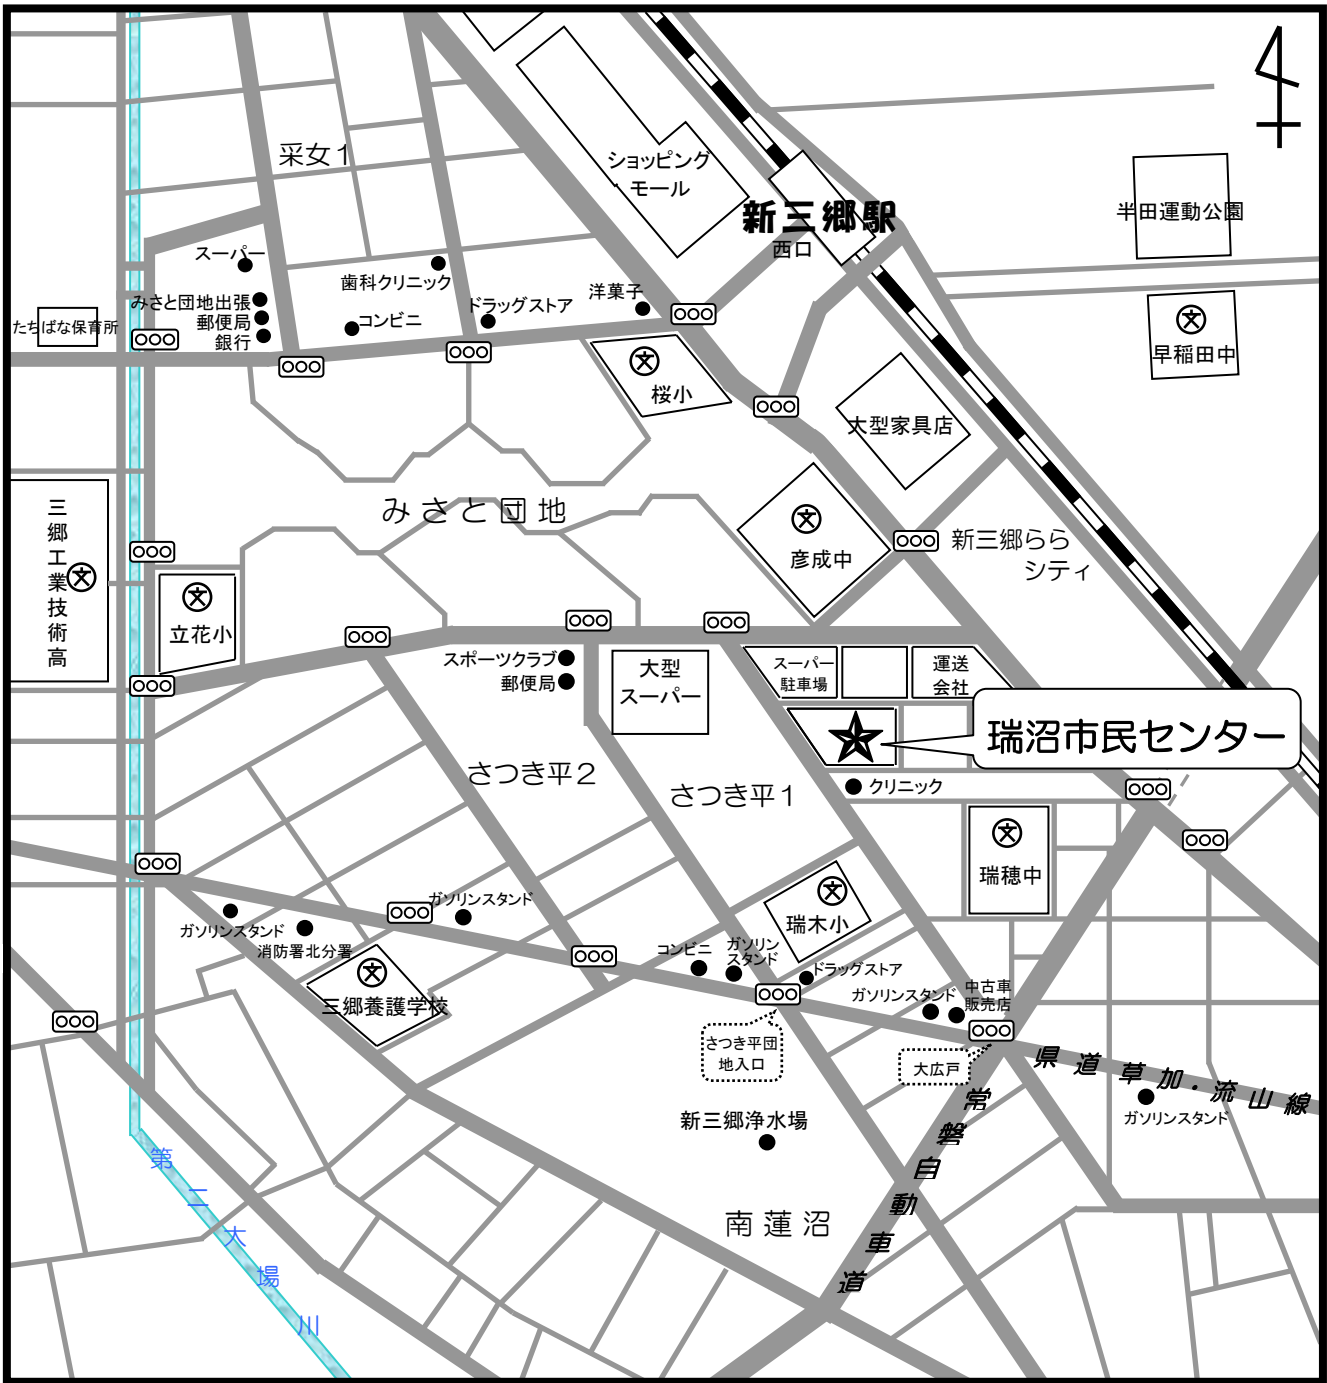 采女1
ショッピング
モール
新三郷駅
西口
半田運動公園
スーパー
歯科クリニック
みさと団地出張
郵便局
銀行
コンビニ
ドラッグストア
洋菓子
たちばな保育所
文
早稲田中
文
桜小
大型家具店
みさと団地
三郷工業技術高
文
文
彦成中
新三郷らら
シティ
文
立花小
スポーツクラブ
郵便局
大型
スーパー
スーパー
駐車場
運送
会社
瑞沼市民センター
さつき平2
さつき平1
クリニック
文
瑞穂中
ガソリンスタンド
ガソリンスタンド
消防署北分署
文
三郷養護学校
文
瑞木小
コンビニ
ガソリン
スタンド
ドラッグストア
ガソリンスタンド
中古車
販売店
さつき平団
地入口
大広戸
県道草加・流山線
ガソリンスタンド
常磐自動車道
新三郷浄水場
南蓮沼
第二大場川